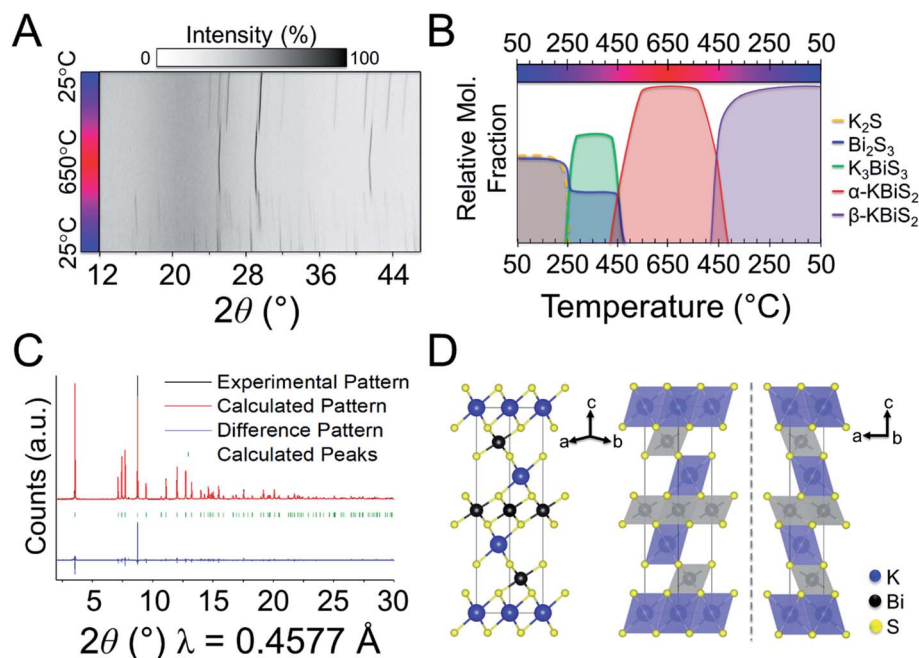 A
Intensity (%)
0 100
25°C 650°C 25°C
12 20 28 36 44
2θ (°)
B
50 250 450 650 450 250 50
Relative Mol.
Fraction
K₂S
Bi₂S₃
K₃BiS₃
α-KBiS₂
β-KBiS₂
50 250 450 650 450 250 50
Temperature (°C)
C
Experimental Pattern
Calculated Pattern
Difference Pattern
Calculated Peaks
Counts (a.u.)
5 10 15 20 25 30
2θ (°) λ = 0.4577 Å
D
c
a b
c
a b
K
Bi
S